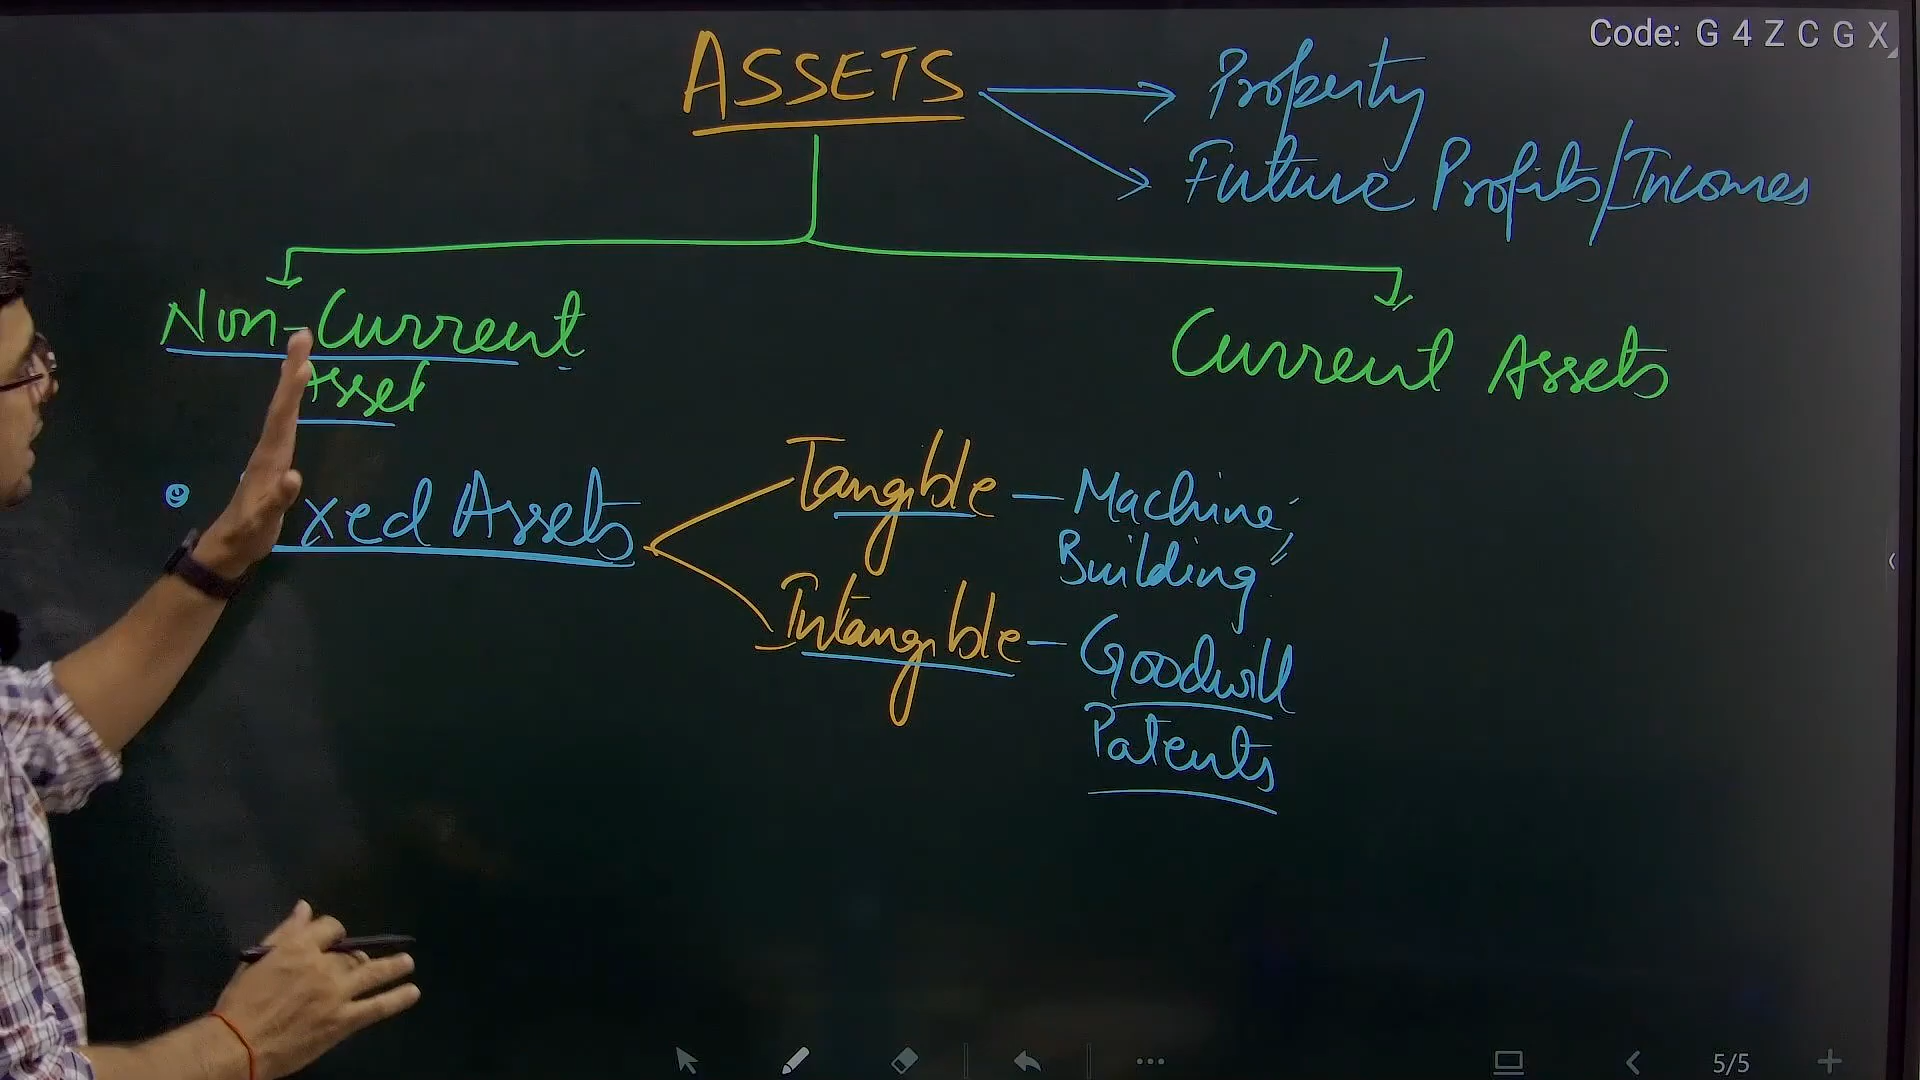 Code: G 4 Z C G X
ASSETS
Property
Future Profits/Incomes
Non-Current
Asset
Current Assets
xed Assets
Tangible - Machine,
Building
Intangible - Goodwill
Patents
5/5